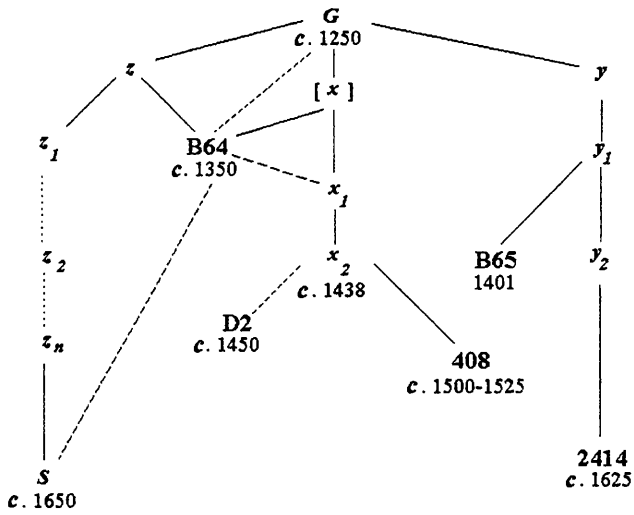 G
c. 1250
z
[ x ]
y
z1
B64
c. 1350
y1
x1
z2
x2
c. 1438
B65
1401
y2
D2
c. 1450
zn
408
c. 1500-1525
S
c. 1650
2414
c. 1625